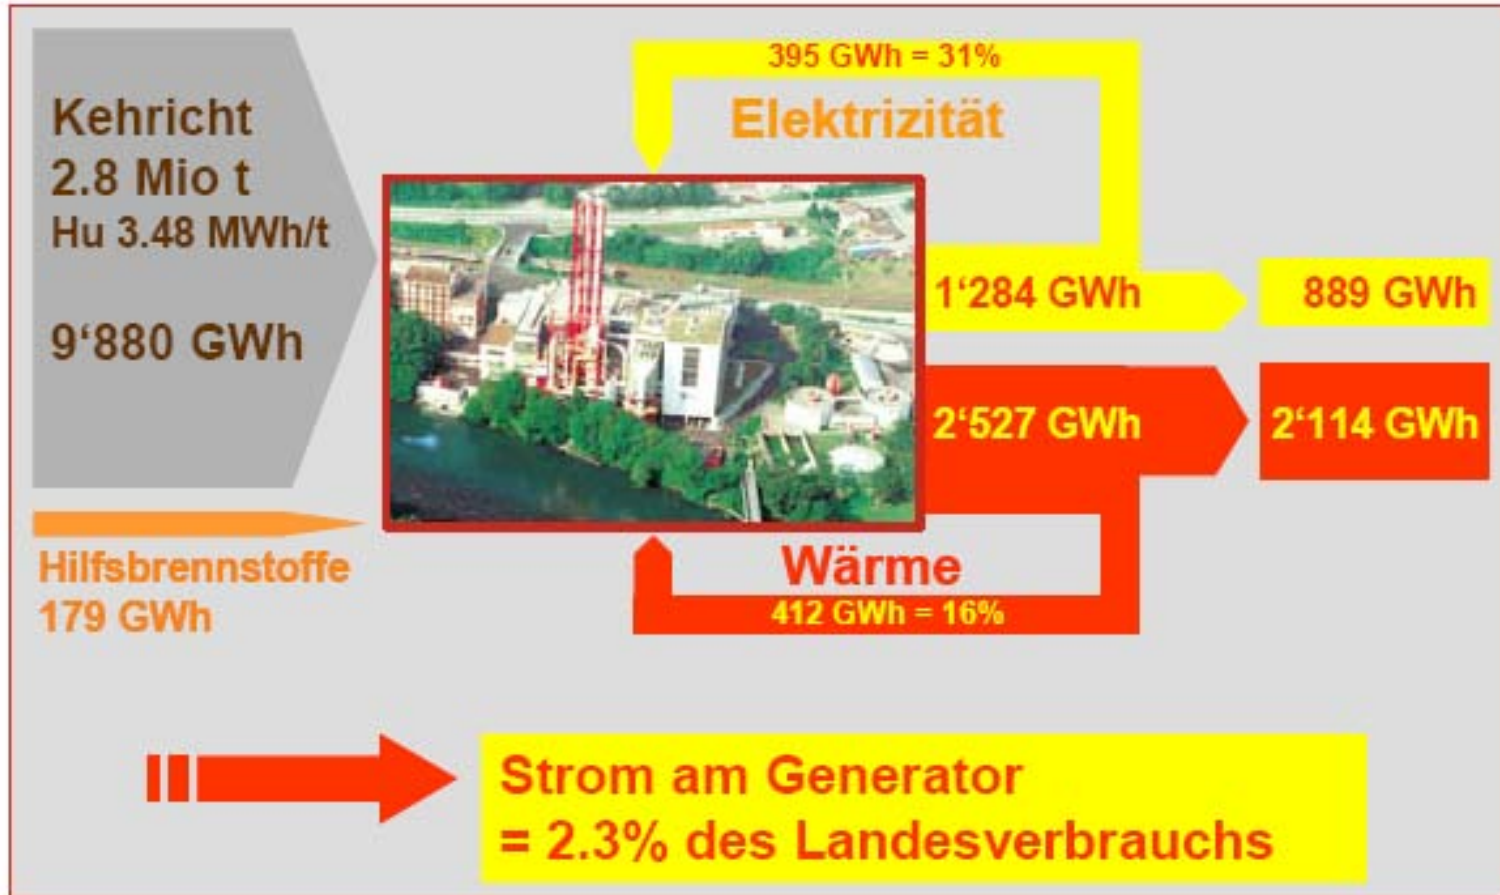 Kehricht
2.8 Mio t
Hu 3.48 MWh/t
9‘880 GWh
Hilfsbrennstoffe
179 GWh
395 GWh = 31%
Elektrizität
1‘284 GWh
889 GWh
2‘527 GWh
2‘114 GWh
Wärme
412 GWh = 16%
Strom am Generator
= 2.3% des Landesverbrauchs